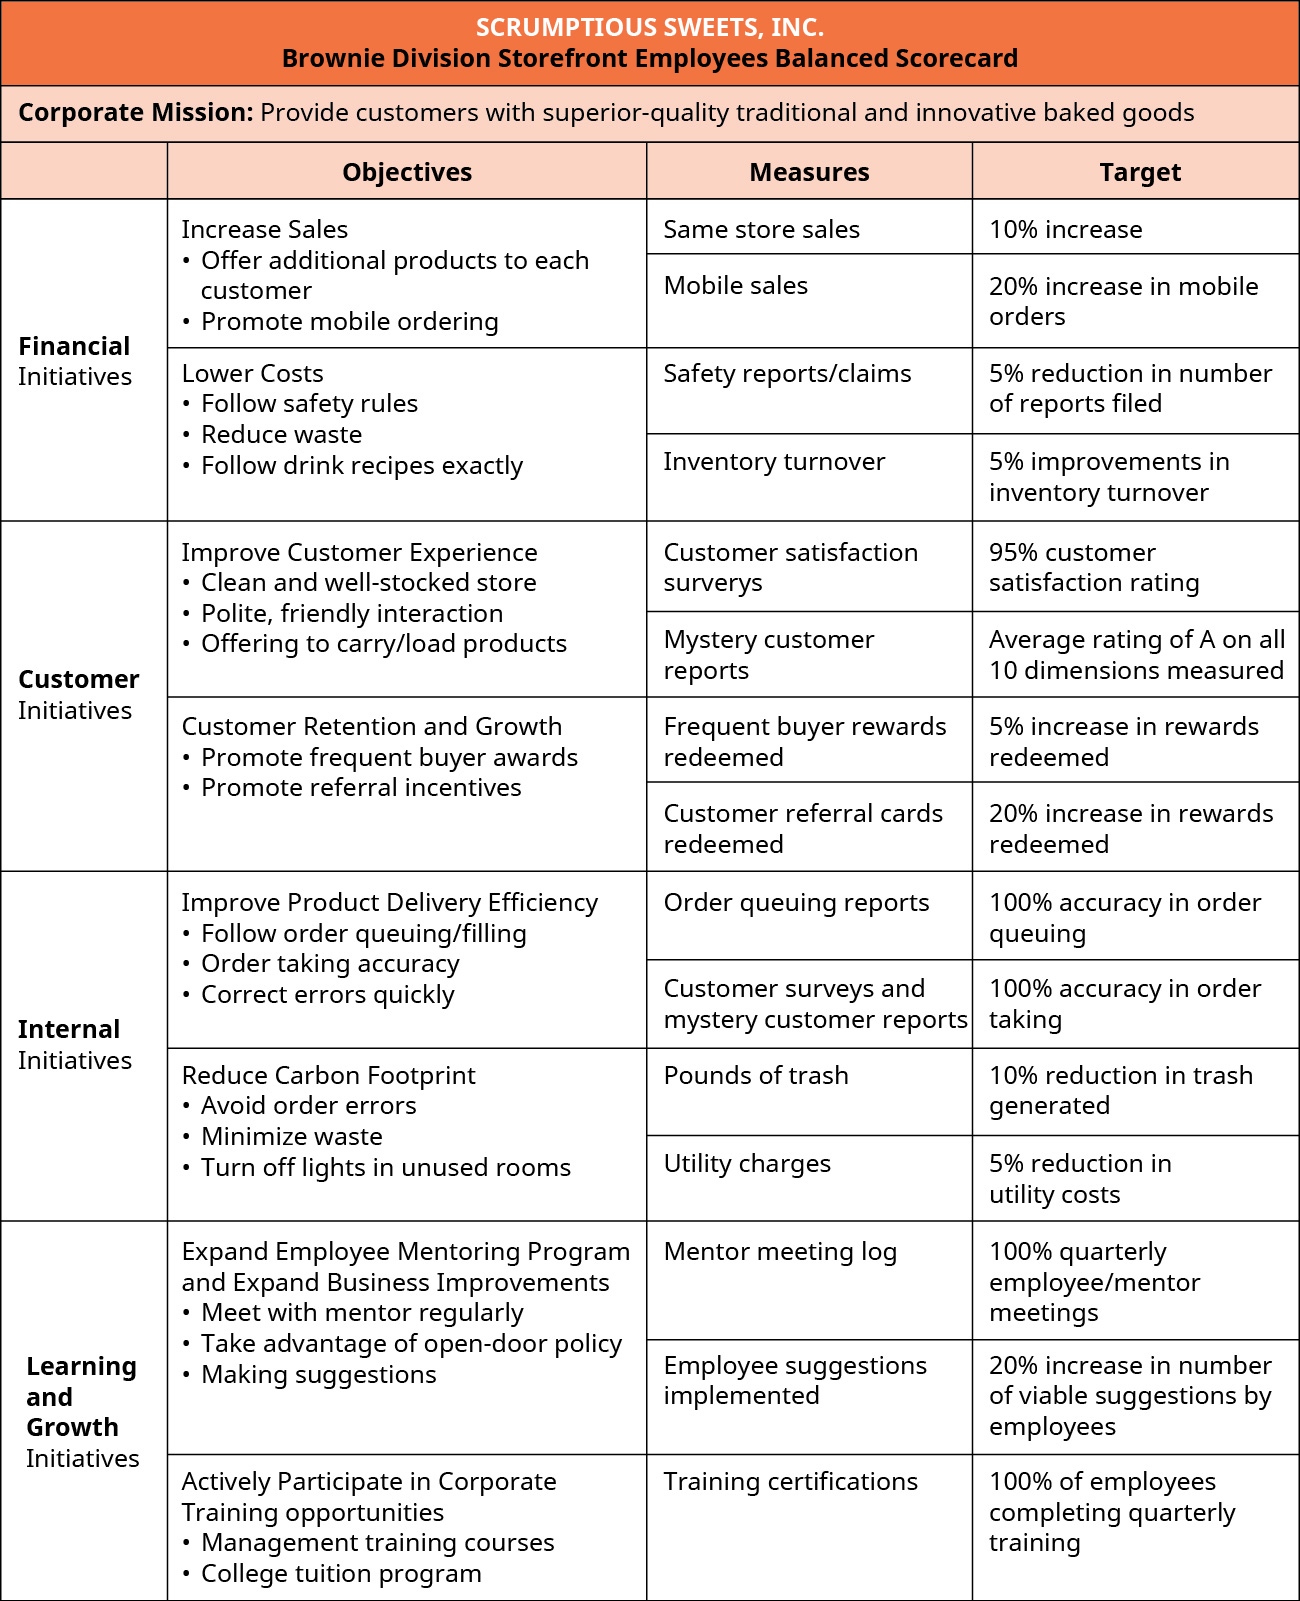 SCRUMPTIOUS SWEETS, INC.
Brownie Division Storefront Employees Balanced Scorecard
Corporate Mission: Provide customers with superior-quality traditional and innovative baked goods
Objectives
Measures
Target
Financial
Initiatives
Increase Sales
• Offer additional products to each
customer
• Promote mobile ordering
Same store sales
10% increase
Mobile sales
20% increase in mobile
orders
Lower Costs
• Follow safety rules
• Reduce waste
• Follow drink recipes exactly
Safety reports/claims
5% reduction in number
of reports filed
Inventory turnover
5% improvements in
inventory turnover
Customer
Initiatives
Improve Customer Experience
• Clean and well-stocked store
• Polite, friendly interaction
• Offering to carry/load products
Customer satisfaction
surverys
95% customer
satisfaction rating
Mystery customer
reports
Average rating of A on all
10 dimensions measured
Customer Retention and Growth
• Promote frequent buyer awards
• Promote referral incentives
Frequent buyer rewards
redeemed
5% increase in rewards
redeemed
Customer referral cards
redeemed
20% increase in rewards
redeemed
Internal
Initiatives
Improve Product Delivery Efficiency
• Follow order queuing/filling
• Order taking accuracy
• Correct errors quickly
Order queuing reports
100% accuracy in order
queuing
Customer surveys and
mystery customer reports
100% accuracy in order
taking
Reduce Carbon Footprint
• Avoid order errors
• Minimize waste
• Turn off lights in unused rooms
Pounds of trash
10% reduction in trash
generated
Utility charges
5% reduction in
utility costs
Learning
and
Growth
Initiatives
Expand Employee Mentoring Program
and Expand Business Improvements
• Meet with mentor regularly
• Take advantage of open-door policy
• Making suggestions
Mentor meeting log
100% quarterly
employee/mentor
meetings
Employee suggestions
implemented
20% increase in number
of viable suggestions by
employees
Actively Participate in Corporate
Training opportunities
• Management training courses
• College tuition program
Training certifications
100% of employees
completing quarterly
training